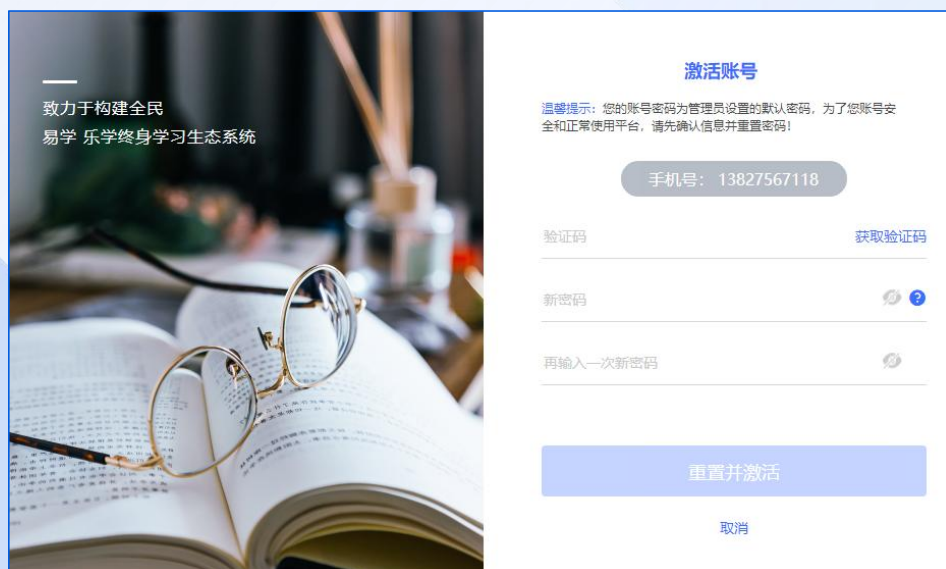 致力于构建全民
易学 乐学终身学习生态系统
激活账号
温馨提示：您的账号密码为管理员设置的默认密码，为了您账号安
全和正常使用平台，请先确认信息并重置密码！
手机号： 13827567118
验证码
获取验证码
新密码
?
再输入一次新密码
重置并激活
取消